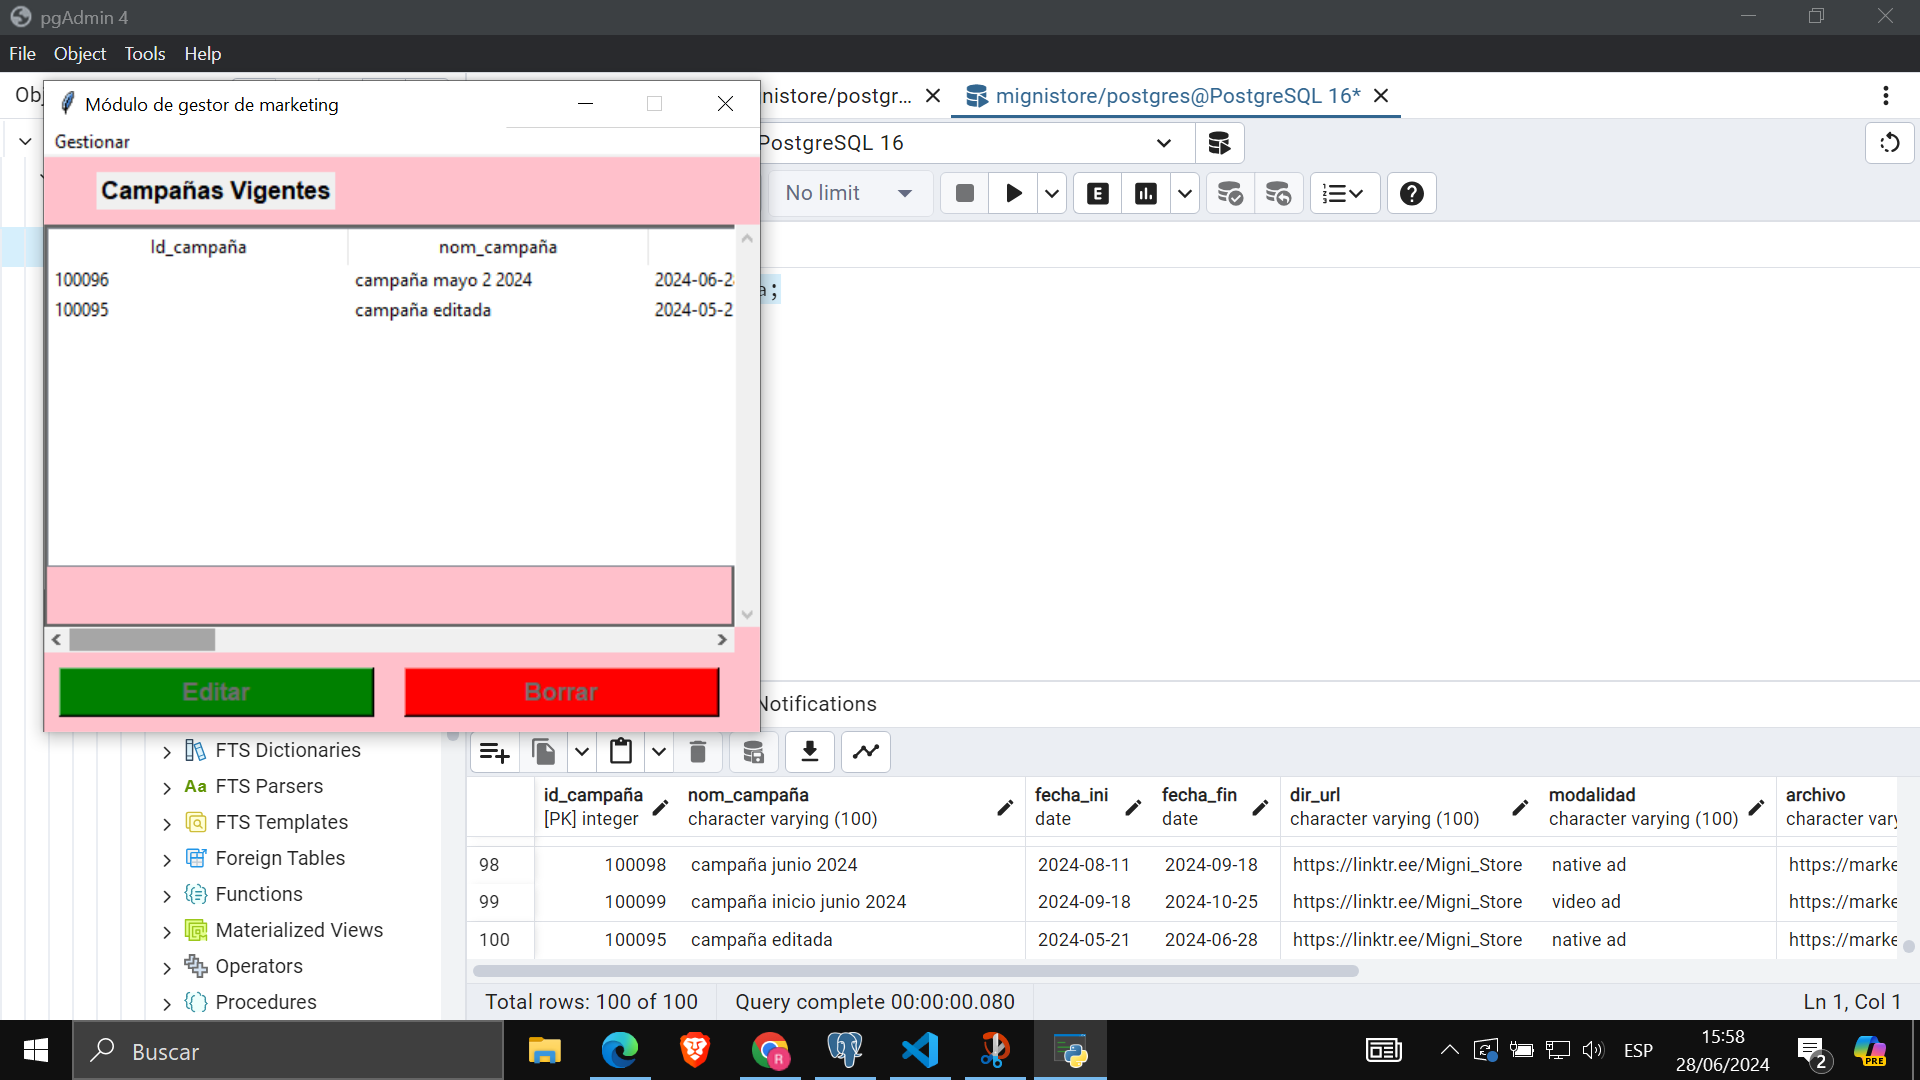 pgAdmin 4
File Object Tools Help
Obj
Módulo de gestor de marketing
nistore/postgr...
mignistore/postgres@PostgreSQL 16*
Gestionar
PostgreSQL 16
Campañas Vigentes
No limit
E
Id_campaña nom_campaña
100096 campaña mayo 2 2024 2024-06-2
100095 campaña editada 2024-05-2
a;
Editar Borrar
Notifications
FTS Dictionaries
Aa FTS Parsers
FTS Templates
Foreign Tables
Functions
Materialized Views
Operators
Procedures
id_campaña nom_campaña fecha_ini fecha_fin dir_url modalidad archivo
[PK] integer character varying (100) date date character varying (100) character varying (100) character vary
98 100098 campaña junio 2024 2024-08-11 2024-09-18 https://linktr.ee/Migni_Store native ad https://marke
99 100099 campaña inicio junio 2024 2024-09-18 2024-10-25 https://linktr.ee/Migni_Store video ad https://marke
100 100095 campaña editada 2024-05-21 2024-06-28 https://linktr.ee/Migni_Store native ad https://marke
Total rows: 100 of 100 Query complete 00:00:00.080 Ln 1, Col 1
Buscar
R
ESP
15:58
28/06/2024
2
PRE